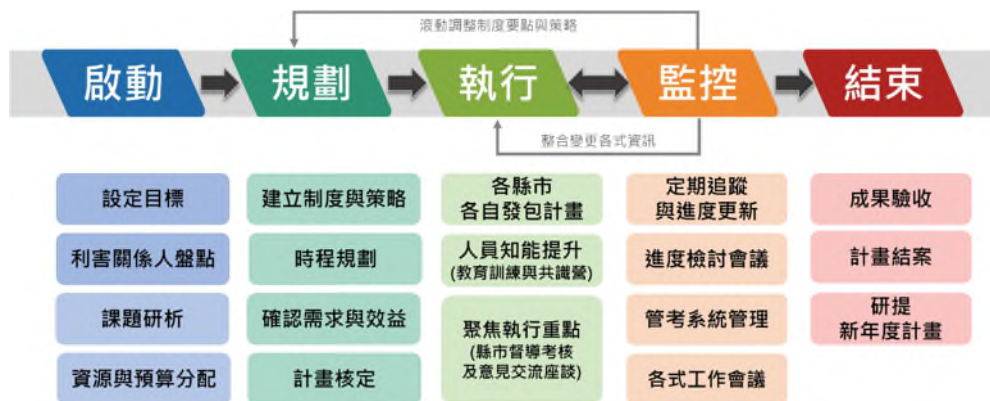 滾動調整制度要點與策略
啟動
規劃
執行
監控
結束
整合變更各式資訊
設定目標
利害關係人盤點
課題研析
資源與預算分配
建立制度與策略
時程規劃
確認需求與效益
計畫核定
各縣市
各自發包計畫
人員知能提升
(教育訓練與共識營)
聚焦執行重點
(縣市督導考核
及意見交流座談)
定期追蹤
與進度更新
進度檢討會議
管考系統管理
各式工作會議
成果驗收
計畫結案
研提
新年度計畫